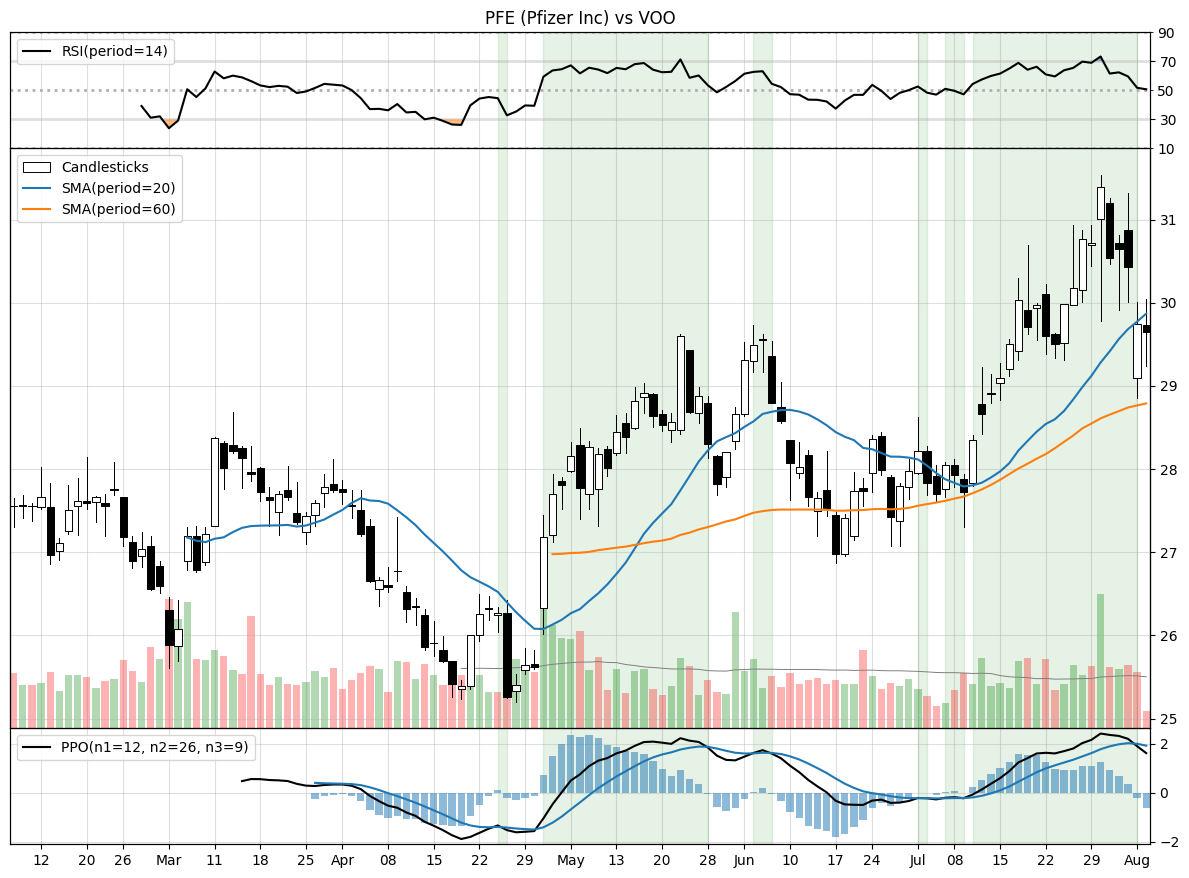 PFE (Pfizer Inc) vs VOO
RSI(period=14)
90
70
50
30
10
Candlesticks
SMA(period=20)
SMA(period=60)
31
30
29
28
27
26
25
PPO(n1=12, n2=26, n3=9)
2
0
−2
12 20 26 Mar 11 18 25 Apr 08 15 22 29 May 13 20 28 Jun 10 17 24 Jul 08 15 22 29 Aug